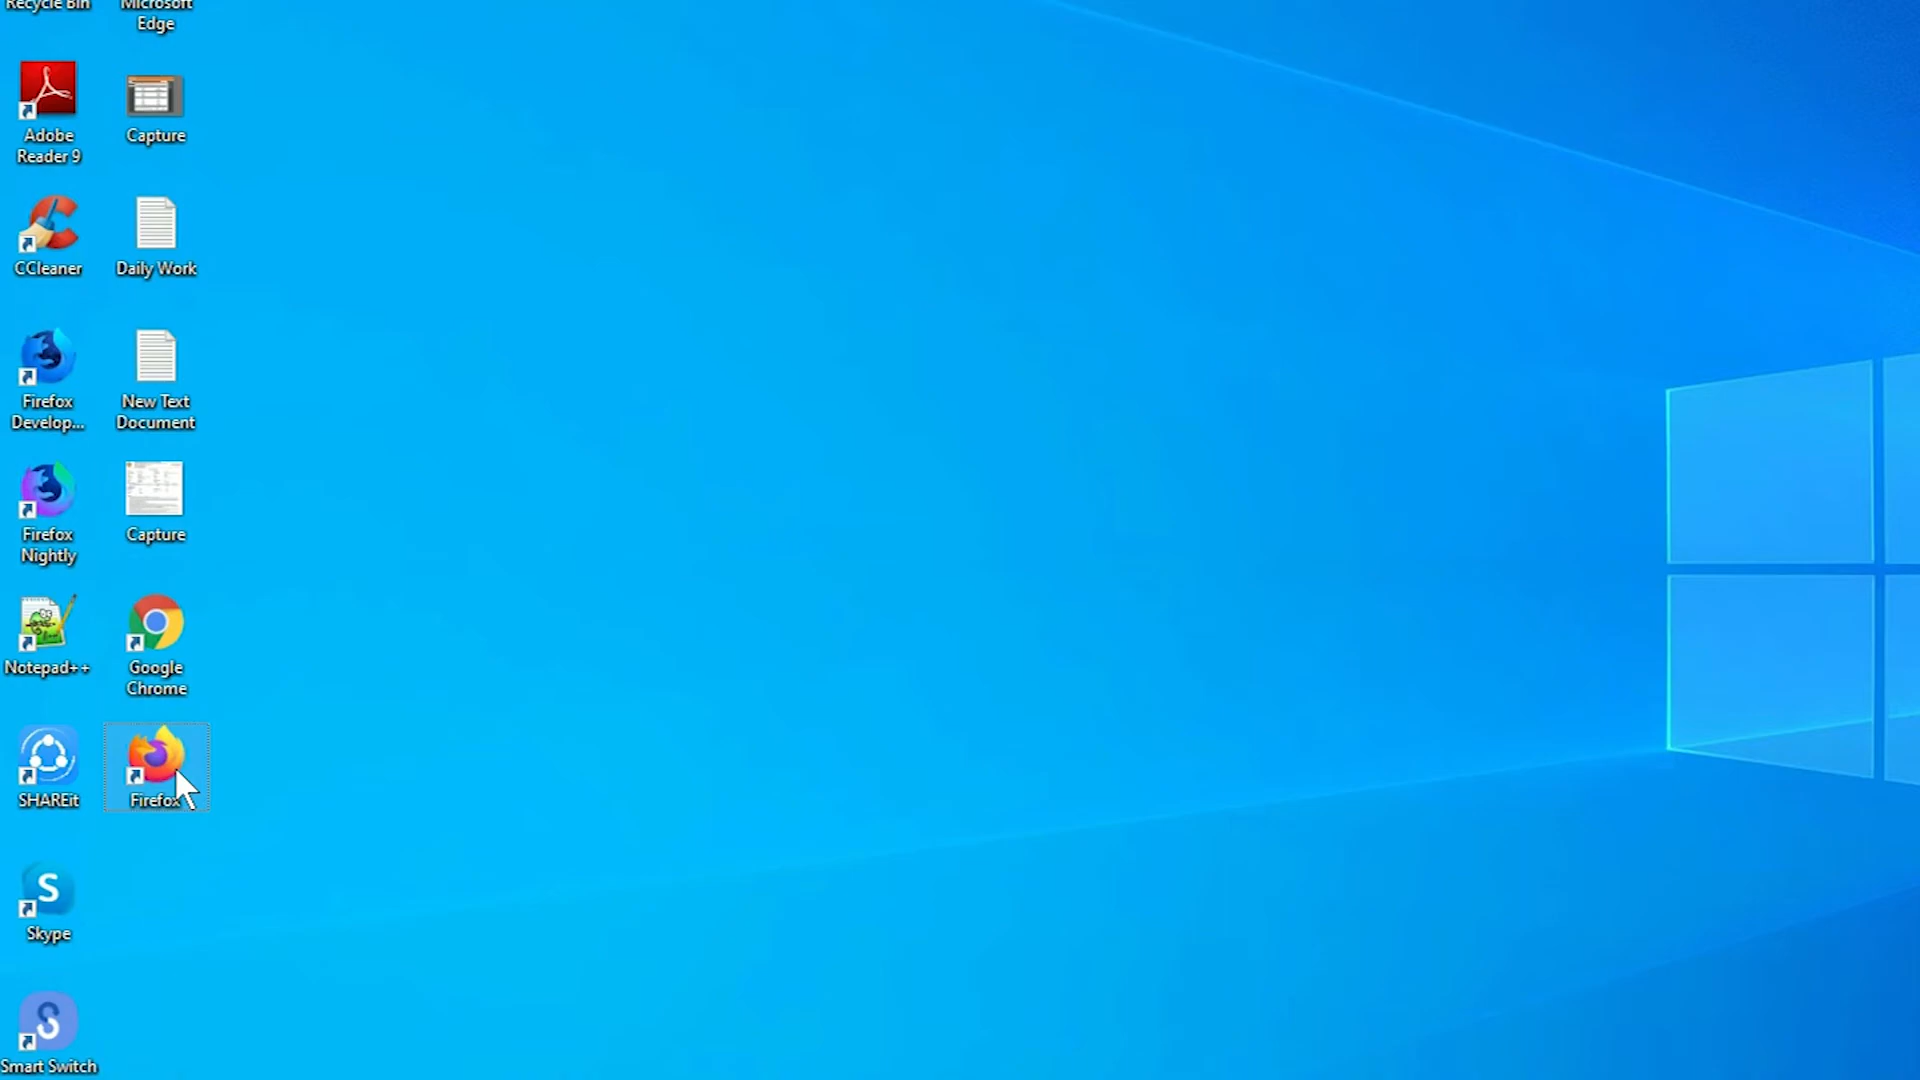 Recycle Bin
Microsoft
Edge
Adobe
Reader 9
Capture
CCleaner
Daily Work
Firefox
Develop...
New Text
Document
Firefox
Nightly
Capture
Notepad++
Google
Chrome
SHAREit
Firefox
Skype
Smart Switch